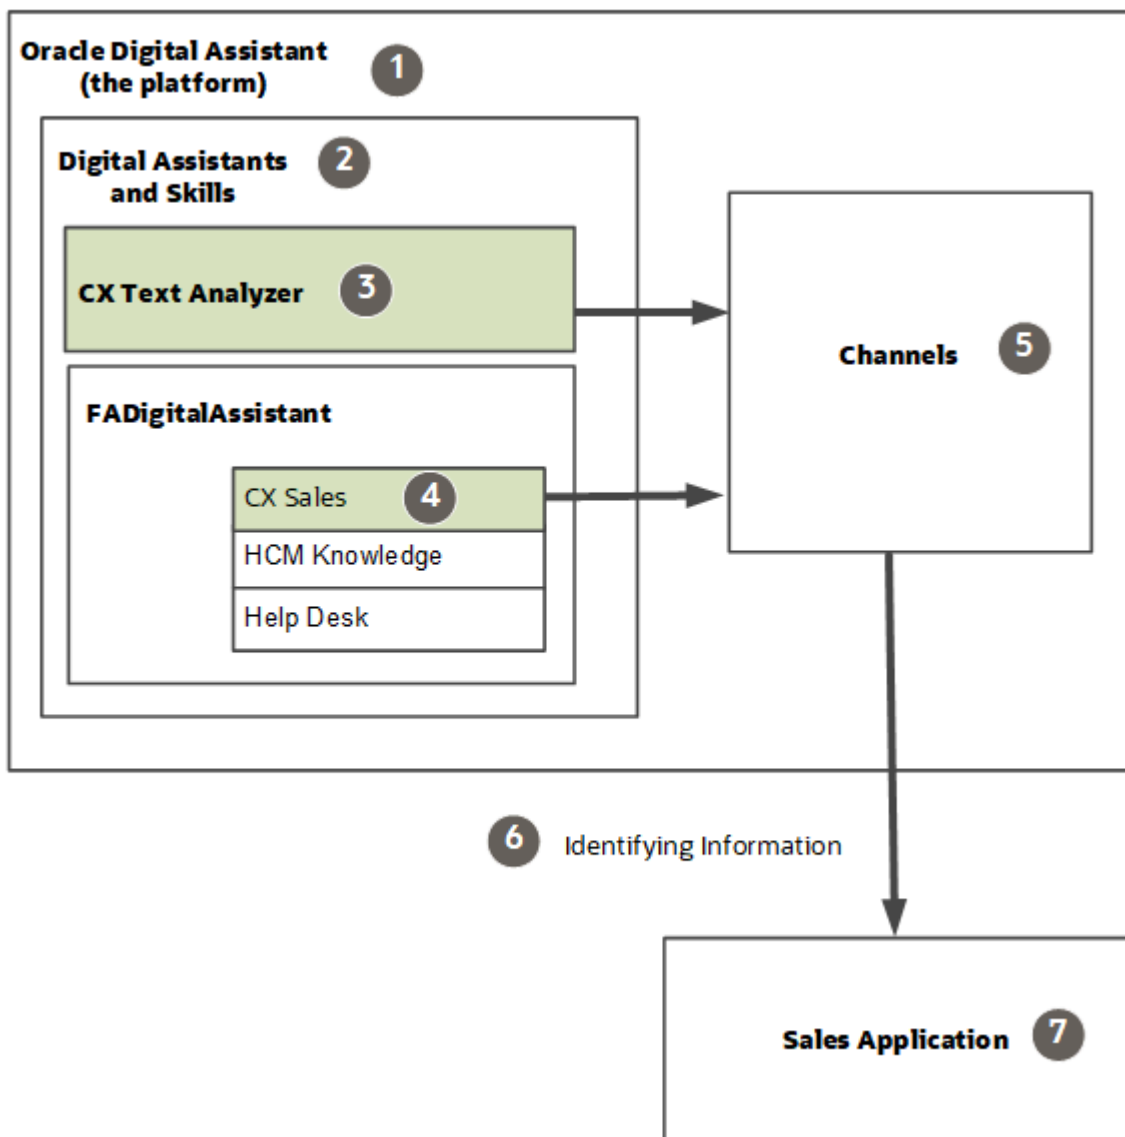 Oracle Digital Assistant
(the platform)
1
Digital Assistants
and Skills
2
CX Text Analyzer
3
FADigitalAssistant
CX Sales
4
HCM Knowledge
Help Desk
Channels
5
6
Identifying Information
Sales Application
7